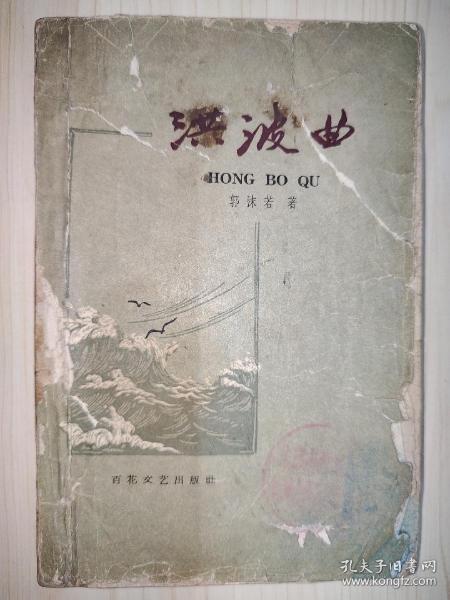 洪波曲
HONG BO QU
郭沫若 著
百花文艺出版社
孔夫子旧书网
www.kongfz.com